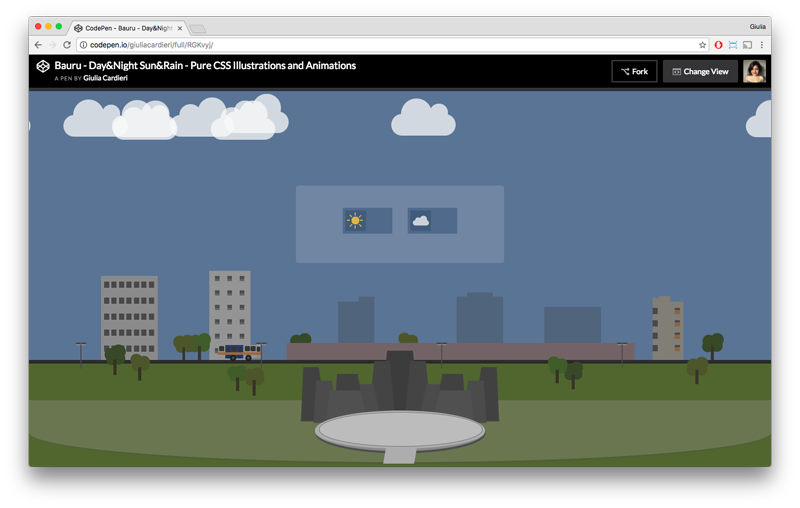 Giulia
CodePen - Bauru - Day&Nigh
codepen.io/giuliacardieri/full/RGKvyj/
Bauru - Day&Night Sun&Rain - Pure CSS Illustrations and Animations
A PEN BY Giulia Cardieri
Fork
Change View